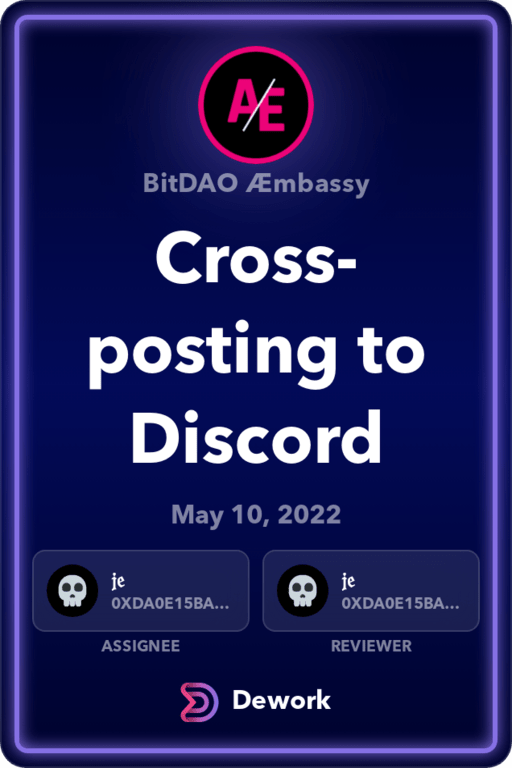 Æ
BitDAO Æmbassy
Cross-
posting to
Discord
May 10, 2022
𝔧𝔢
0XDA0E15BA...
ASSIGNEE
𝔧𝔢
0XDA0E15BA...
REVIEWER
Dework